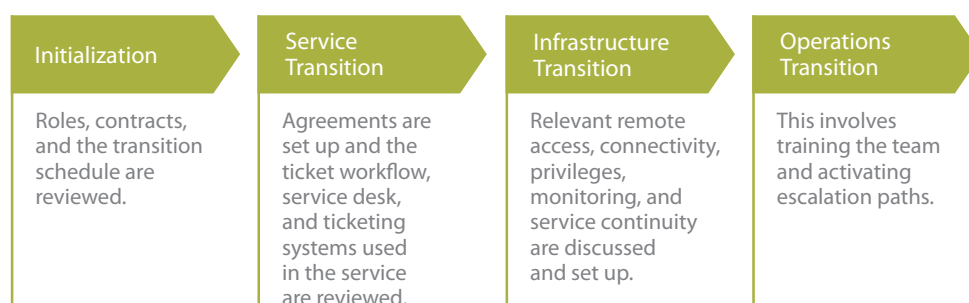 Initialization
Roles, contracts,
and the transition
schedule are
reviewed.
Service
Transition
Agreements are
set up and the
ticket workflow,
service desk,
and ticketing
systems used
in the service
are reviewed.
Infrastructure
Transition
Relevant remote
access, connectivity,
privileges,
monitoring, and
service continuity
are discussed
and set up.
Operations
Transition
This involves
training the team
and activating
escalation paths.